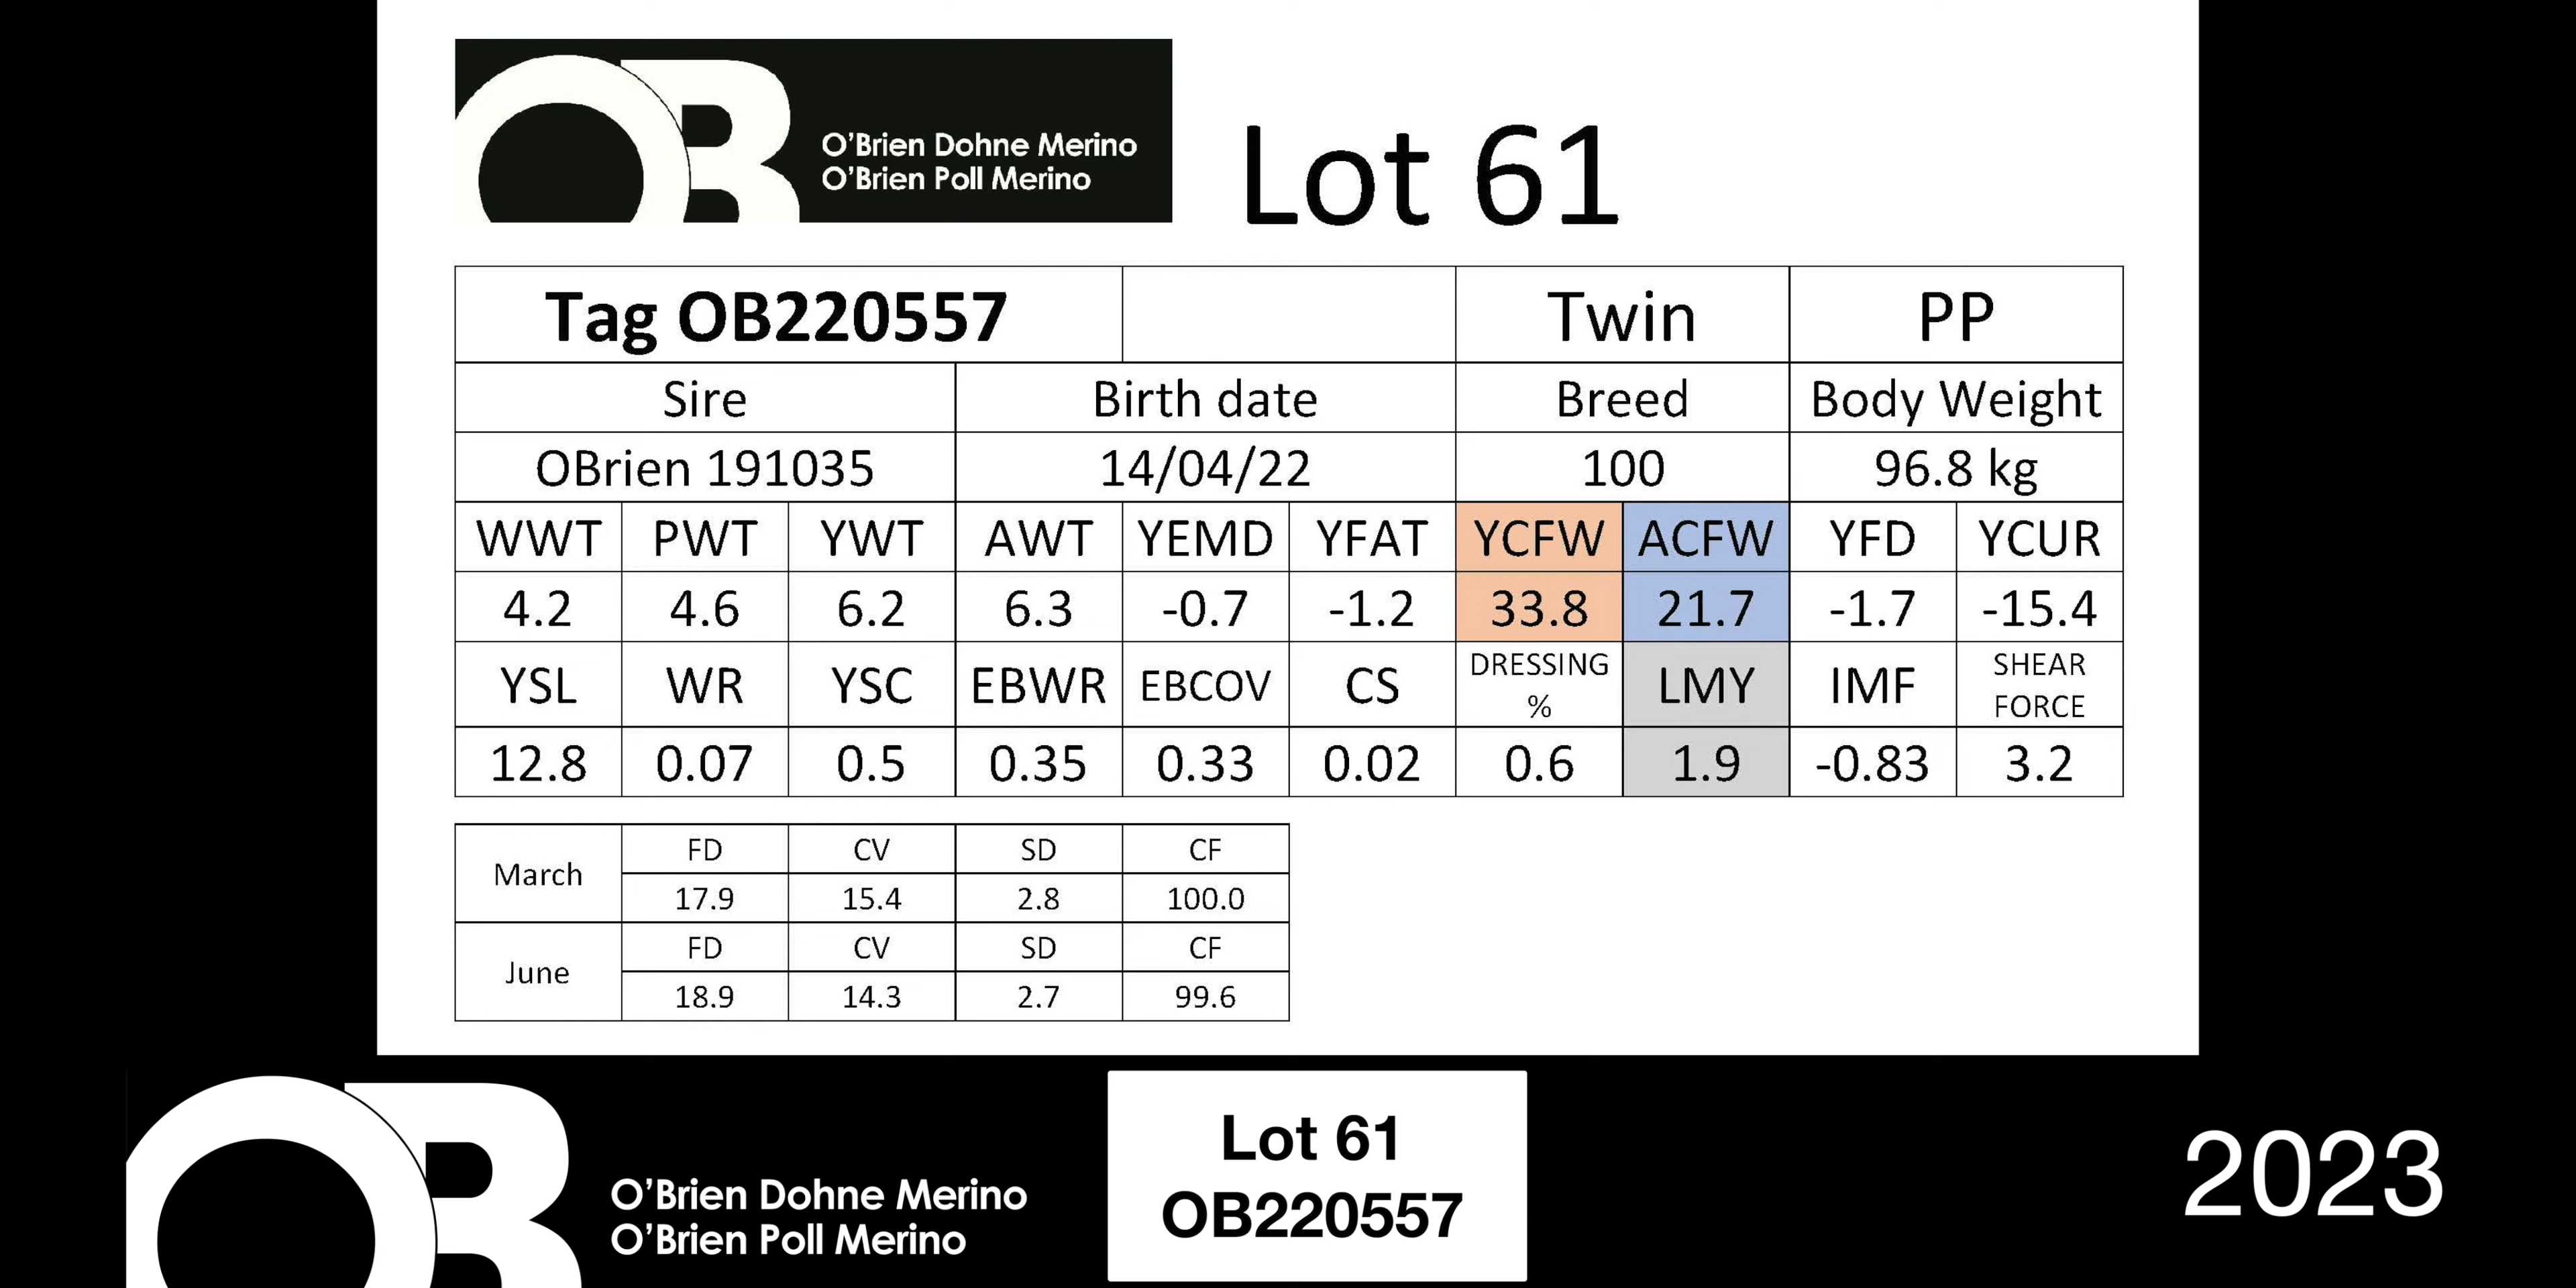 OB
O'Brien Dohne Merino
O'Brien Poll Merino
Lot 61
Tag OB220557 Twin PP
Sire Birth date Breed Body Weight
OBrien 191035 14/04/22 100 96.8 kg
WWT PWT YWT AWT YEMD YFAT YCFW ACFW YFD YCUR
4.2 4.6 6.2 6.3 -0.7 -1.2 33.8 21.7 -1.7 -15.4
YSL WR YSC EBWR EBCOV CS DRESSING % LMY IMF SHEAR FORCE
12.8 0.07 0.5 0.35 0.33 0.02 0.6 1.9 -0.83 3.2
March
FD CV SD CF
17.9 15.4 2.8 100.0
June
FD CV SD CF
18.9 14.3 2.7 99.6
OB
O'Brien Dohne Merino
O'Brien Poll Merino
Lot 61
OB220557
2023